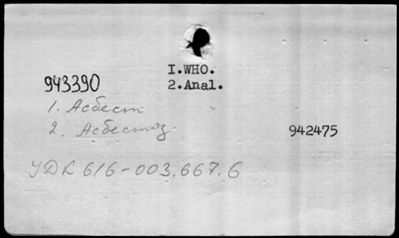 I.WHO.
943390 2.Anal.
1. Асбест
2. Асбестоз 942475
УДК 616-003.667.6